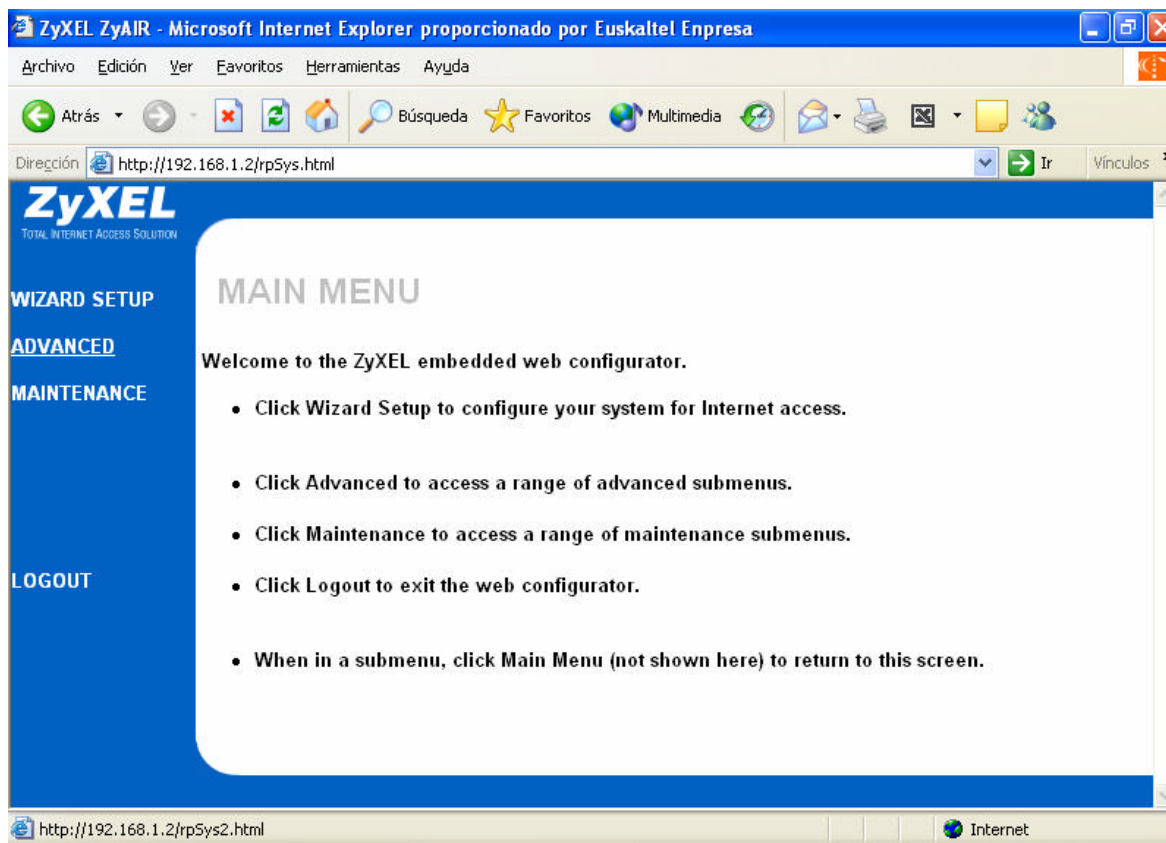 ZyXEL ZyAIR - Microsoft Internet Explorer proporcionado por Euskaltel Enpresa
Archivo Edición Ver Favoritos Herramientas Ayuda
Atrás Búsqueda Favoritos Multimedia
Dirección http://192.168.1.2/rpSys.html Ir Vínculos
ZyXEL
TOTAL INTERNET ACCESS SOLUTION
MAIN MENU
WIZARD SETUP
ADVANCED
MAINTENANCE
LOGOUT
Welcome to the ZyXEL embedded web configurator.
• Click Wizard Setup to configure your system for Internet access.
• Click Advanced to access a range of advanced submenus.
• Click Maintenance to access a range of maintenance submenus.
• Click Logout to exit the web configurator.
• When in a submenu, click Main Menu (not shown here) to return to this screen.
http://192.168.1.2/rpSys2.html Internet